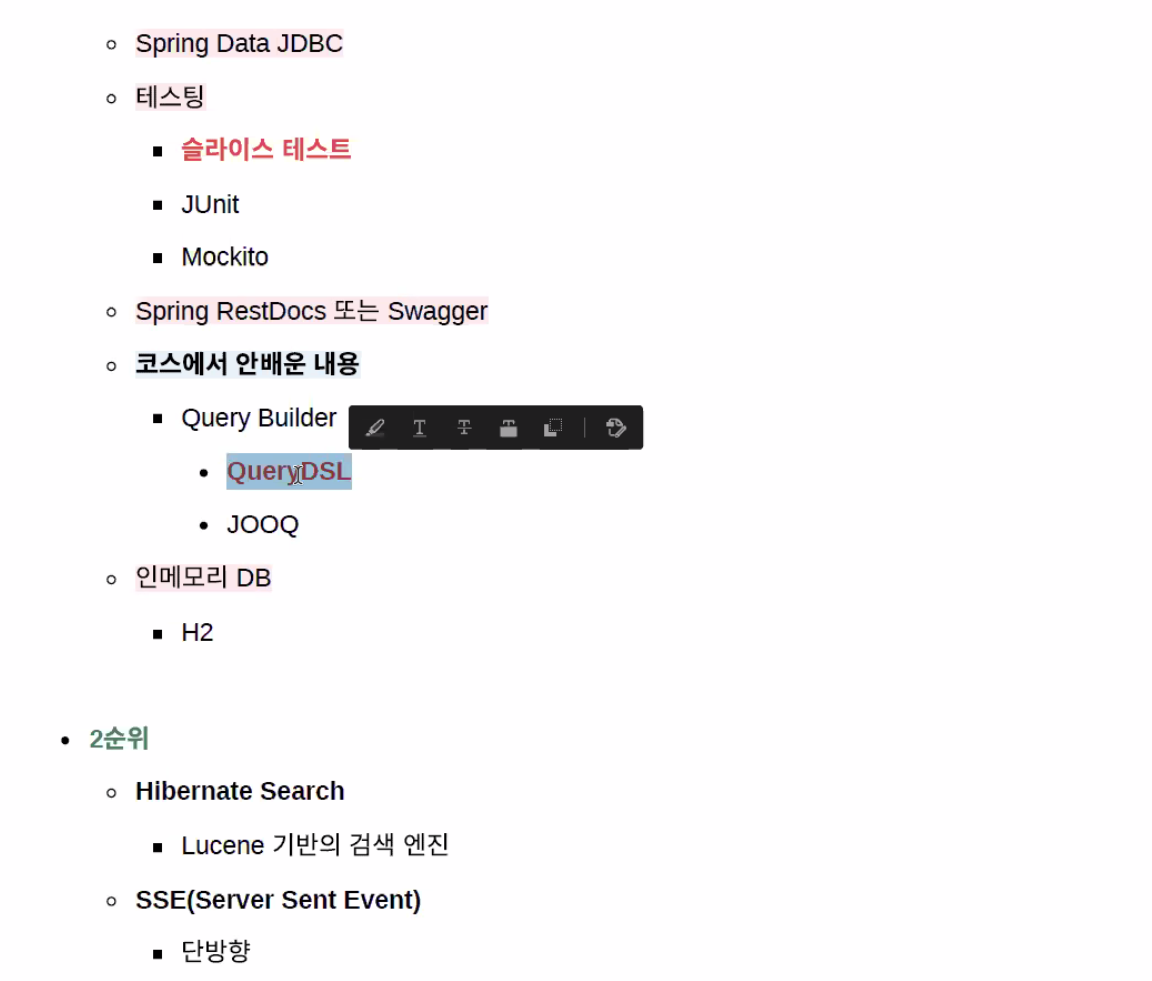 Spring Data JDBC
테스팅
슬라이스 테스트
JUnit
Mockito
Spring RestDocs 또는 Swagger
코스에서 안배운 내용
Query Builder
QueryDSL
JOOQ
인메모리 DB
H2
2순위
Hibernate Search
Lucene 기반의 검색 엔진
SSE(Server Sent Event)
단방향